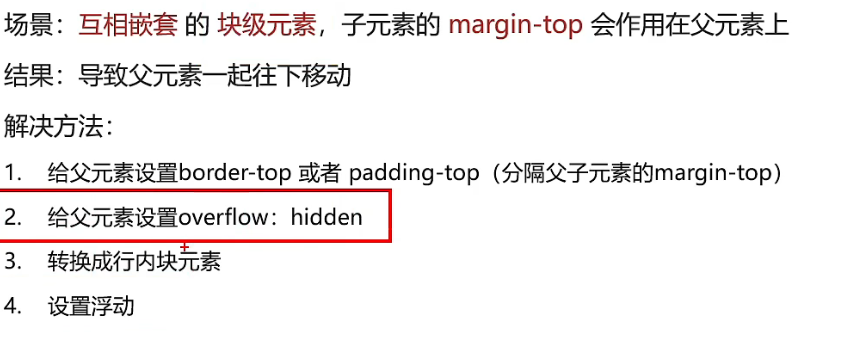 场景：互相嵌套 的 块级元素，子元素的 margin-top 会作用在父元素上
结果：导致父元素一起往下移动
解决方法：
1. 给父元素设置border-top 或者 padding-top（分隔父子元素的margin-top）
2. 给父元素设置overflow：hidden
3. 转换成行内块元素
4. 设置浮动